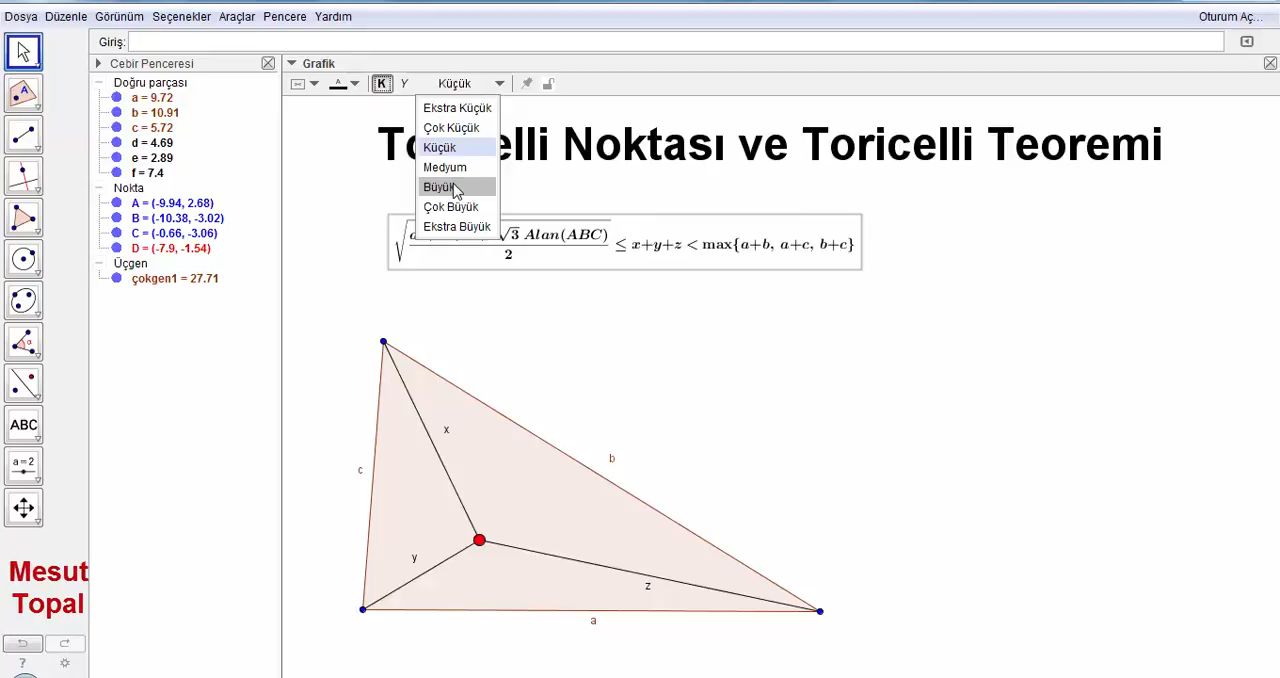 Dosya Düzenle Görünüm Seçenekler Araçlar Pencere Yardım Oturum Aç...
Giriş:
Cebir Penceresi
Grafik
K Y Küçük
Ekstra Küçük
Çok Küçük
Küçük
Medyum
Büyük
Çok Büyük
Ekstra Büyük
Doğru parçası
a = 9.72
b = 10.91
c = 5.72
d = 4.69
e = 2.89
f = 7.4
Nokta
A = (-9.94, 2.68)
B = (-10.38, -3.02)
C = (-0.66, -3.06)
D = (-7.9, -1.54)
Üçgen
çokgen1 = 27.71
Noktası ve Toricelli Teoremi
√3 Alan(ABC)
2
≤ x+y+z < max{a+b, a+c, b+c}
x
b
c
y
z
a
A
α
ABC
a=2
Mesut
Topal
?